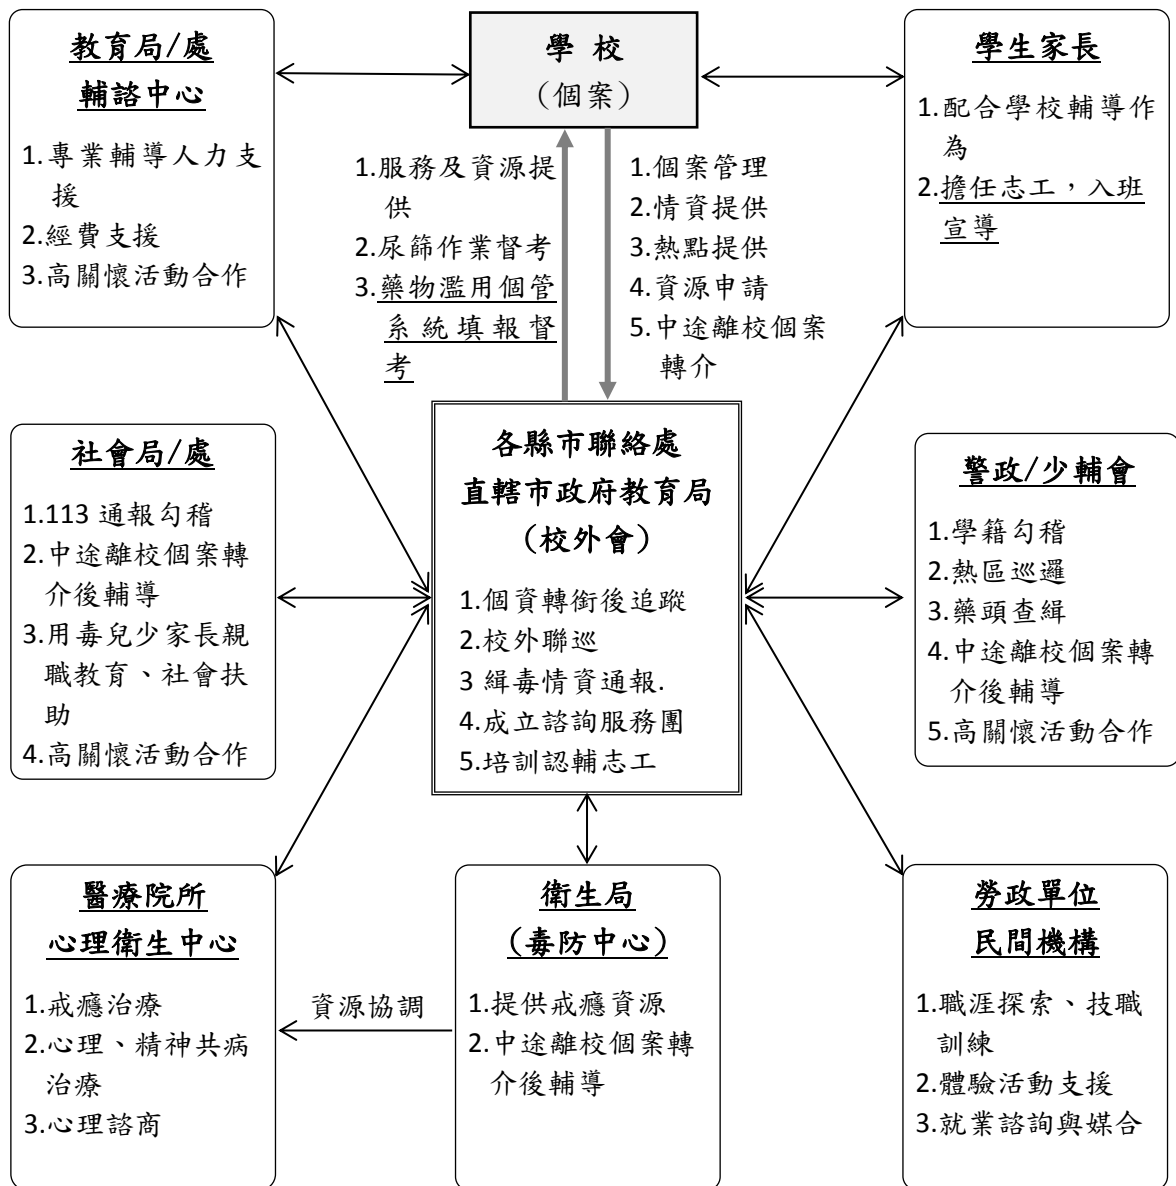 教育局/處
輔諮中心
1.專業輔導人力支
援
2.經費支援
3.高關懷活動合作
學 校
（個案）
學生家長
1.配合學校輔導作
為
2.擔任志工，入班
宣導
1.服務及資源提
供
2.尿篩作業督考
3.藥物濫用個管
系統填報督
考
1.個案管理
2.情資提供
3.熱點提供
4.資源申請
5.中途離校個案
轉介
社會局/處
1.113 通報勾稽
2.中途離校個案轉
介後輔導
3.用毒兒少家長親
職教育、社會扶
助
4.高關懷活動合作
各縣市聯絡處
直轄市政府教育局
（校外會）
1.個資轉銜後追蹤
2.校外聯巡
3 緝毒情資通報.
4.成立諮詢服務團
5.培訓認輔志工
警政/少輔會
1.學籍勾稽
2.熱區巡邏
3.藥頭查緝
4.中途離校個案轉
介後輔導
5.高關懷活動合作
醫療院所
心理衛生中心
1.戒癮治療
2.心理、精神共病
治療
3.心理諮商
資源協調
衛生局
（毒防中心）
1.提供戒癮資源
2.中途離校個案轉
介後輔導
勞政單位
民間機構
1.職涯探索、技職
訓練
2.體驗活動支援
3.就業諮詢與媒合